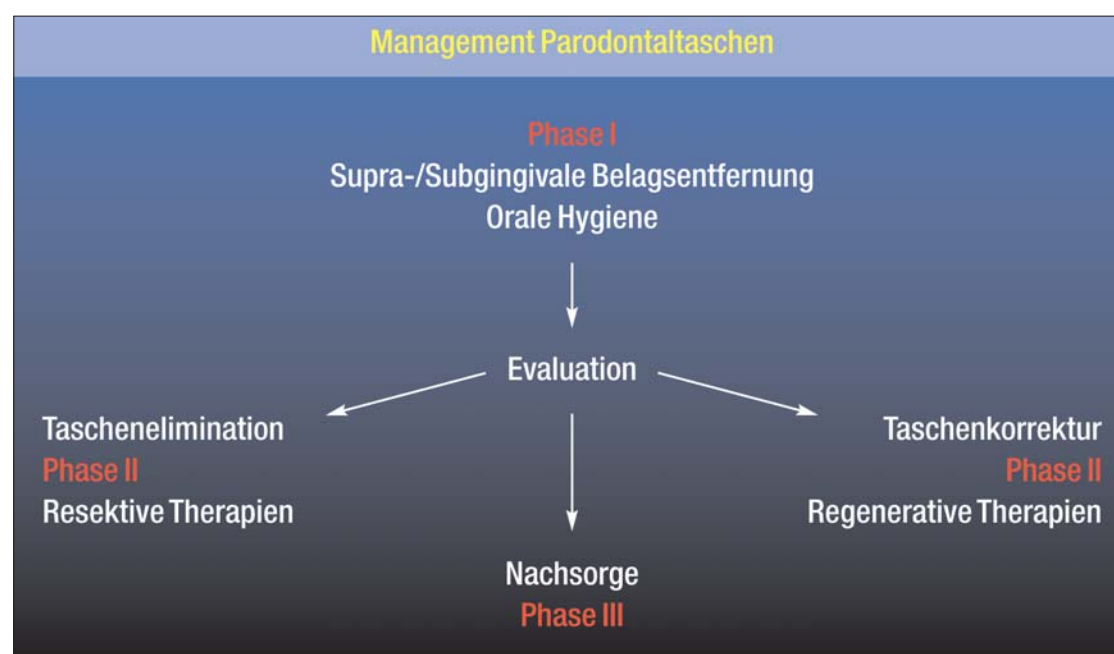 Management Parodontaltaschen
Phase I
Supra-/Subgingivale Belagsentfernung
Orale Hygiene
Evaluation
Taschenelimination
Phase II
Resektive Therapien
Taschenkorrektur
Phase II
Regenerative Therapien
Nachsorge
Phase III